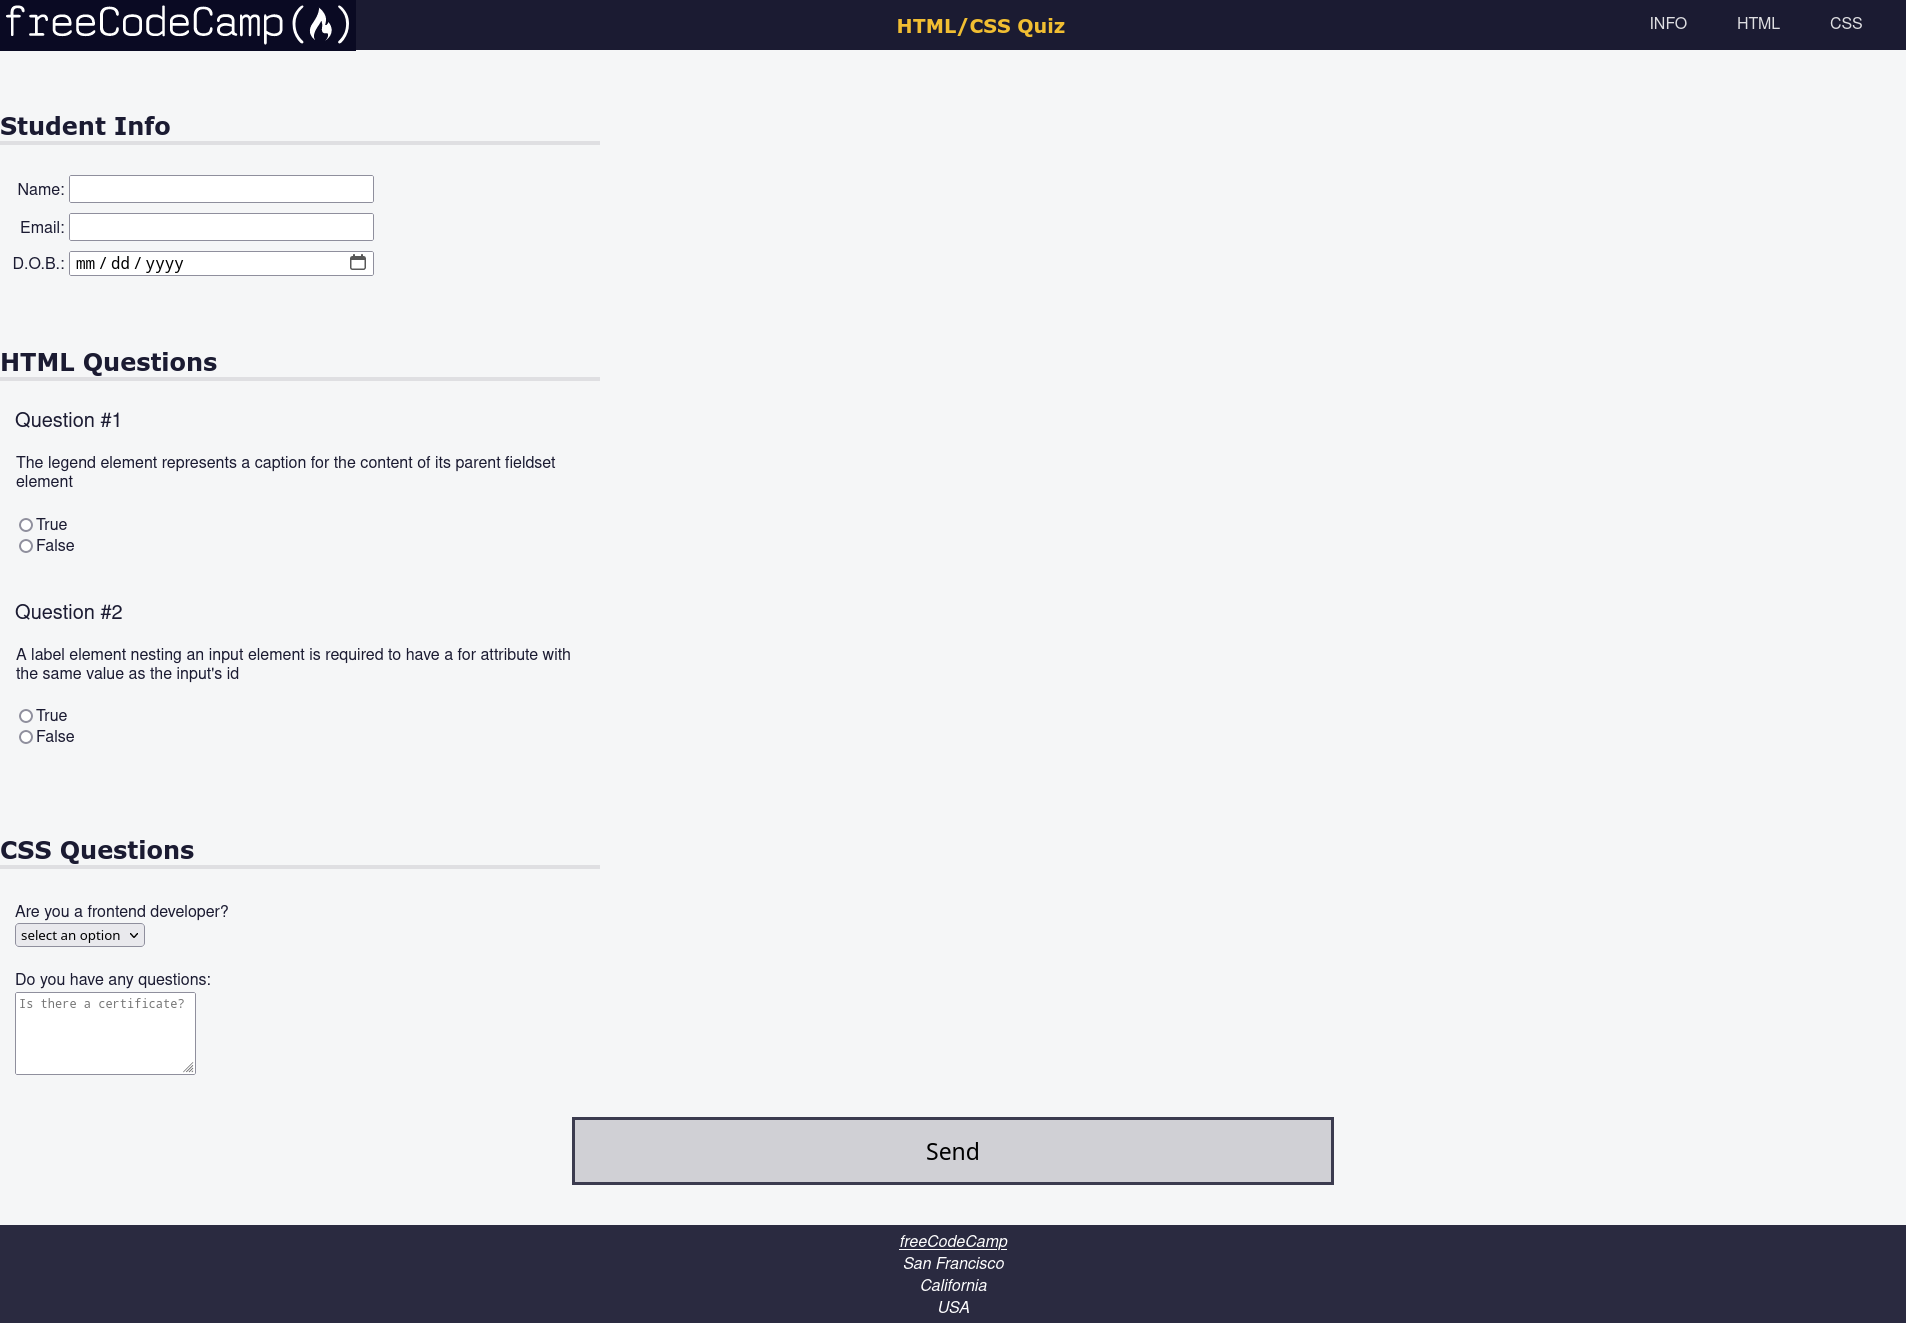 freeCodeCamp
HTML/CSS Quiz
INFO
HTML
CSS
Student Info
Name:
Email:
D.O.B.: mm / dd / yyyy
HTML Questions
Question #1
The legend element represents a caption for the content of its parent fieldset
element
True
False
Question #2
A label element nesting an input element is required to have a for attribute with
the same value as the input's id
True
False
CSS Questions
Are you a frontend developer?
select an option
Do you have any questions:
Is there a certificate?
Send
freeCodeCamp
San Francisco
California
USA